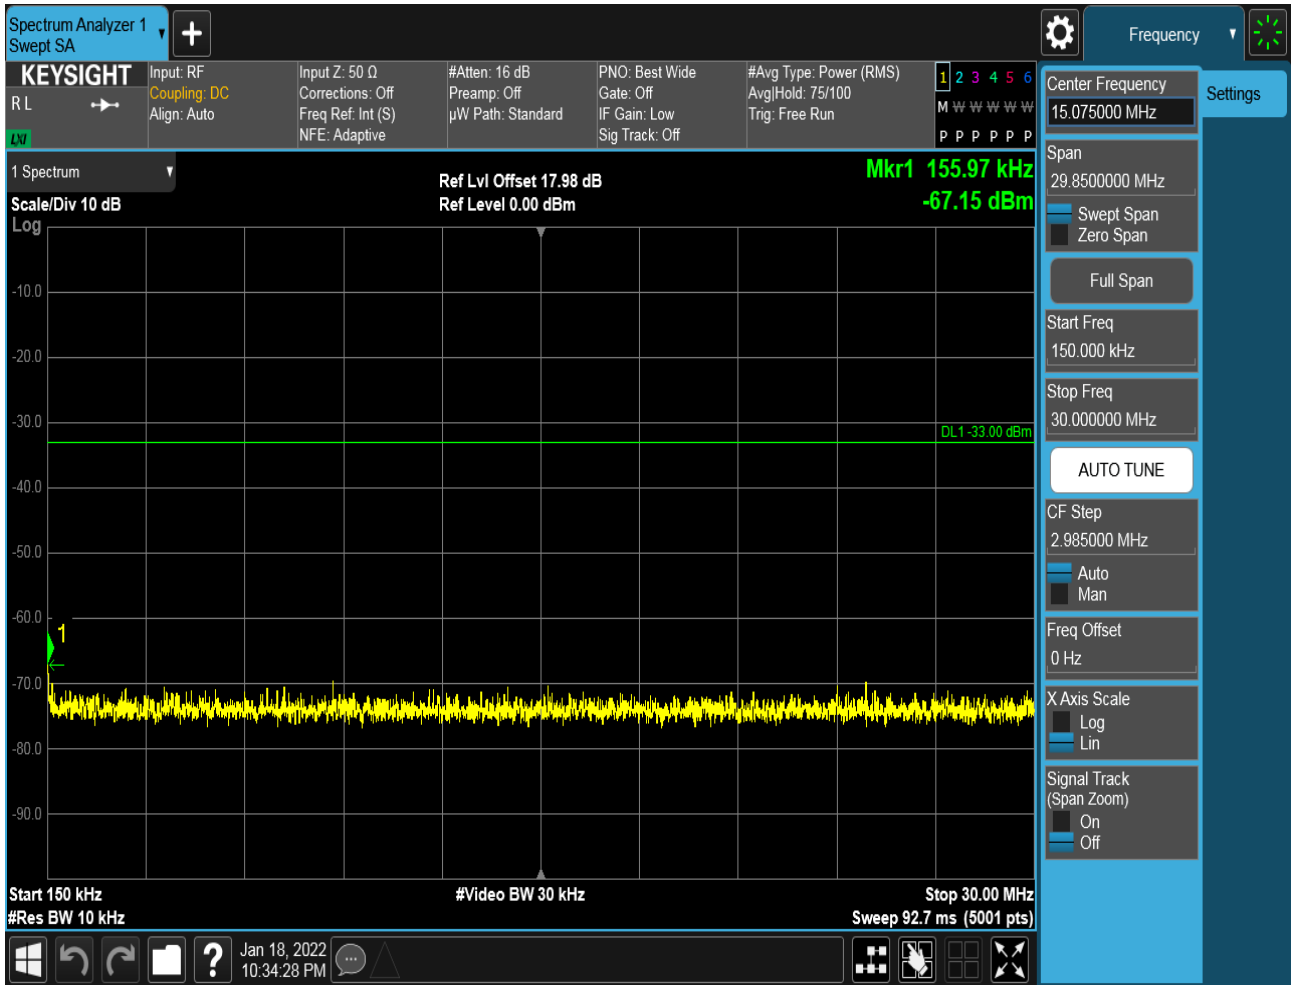 Spectrum Analyzer 1
Swept SA
Frequency
KEYSIGHT
R L
LXI
Input: RF
Coupling: DC
Align: Auto
Input Z: 50 Ω
Corrections: Off
Freq Ref: Int (S)
NFE: Adaptive
#Atten: 16 dB
Preamp: Off
µW Path: Standard
PNO: Best Wide
Gate: Off
IF Gain: Low
Sig Track: Off
#Avg Type: Power (RMS)
Avg|Hold: 75/100
Trig: Free Run
1 2 3 4 5 6
M W W W W W
P P P P P P
1 Spectrum
Scale/Div 10 dB
Log
Ref Lvl Offset 17.98 dB
Ref Level 0.00 dBm
Mkr1 155.97 kHz
-67.15 dBm
-10.0
-20.0
-30.0
DL1 -33.00 dBm
-40.0
-50.0
-60.0
1
-70.0
-80.0
-90.0
Start 150 kHz
#Video BW 30 kHz
Stop 30.00 MHz
#Res BW 10 kHz
Sweep 92.7 ms (5001 pts)
?
Jan 18, 2022
10:34:28 PM
Center Frequency
15.075000 MHz
Settings
Span
29.8500000 MHz
Swept Span
Zero Span
Full Span
Start Freq
150.000 kHz
Stop Freq
30.000000 MHz
AUTO TUNE
CF Step
2.985000 MHz
Auto
Man
Freq Offset
0 Hz
X Axis Scale
Log
Lin
Signal Track
(Span Zoom)
On
Off